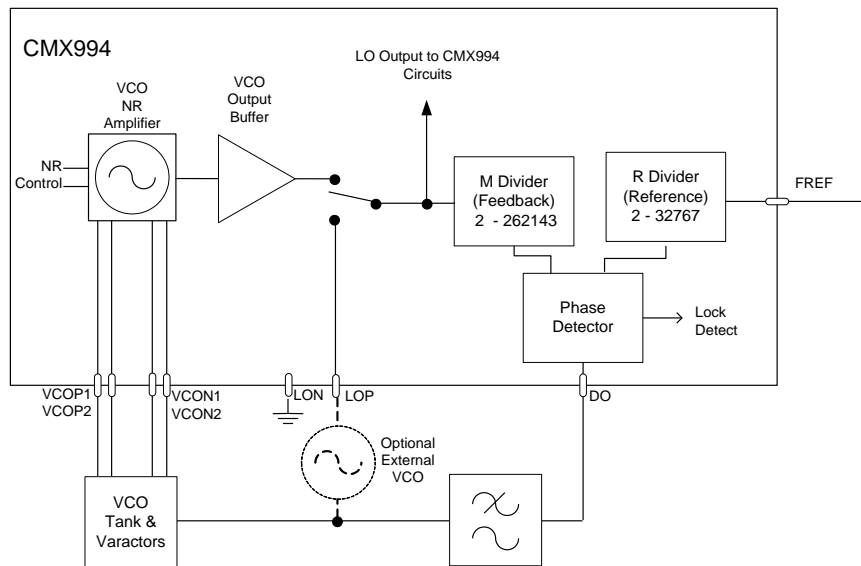 CMX994
LO Output to CMX994
Circuits
VCO
NR
Amplifier
VCO
Output
Buffer
NR
Control
M Divider
(Feedback)
2 - 262143
R Divider
(Reference)
2 - 32767
FREF
Phase
Detector
Lock
Detect
VCOP1
VCOP2
VCON1
VCON2
LON
LOP
DO
Optional
External
VCO
VCO
Tank &
Varactors